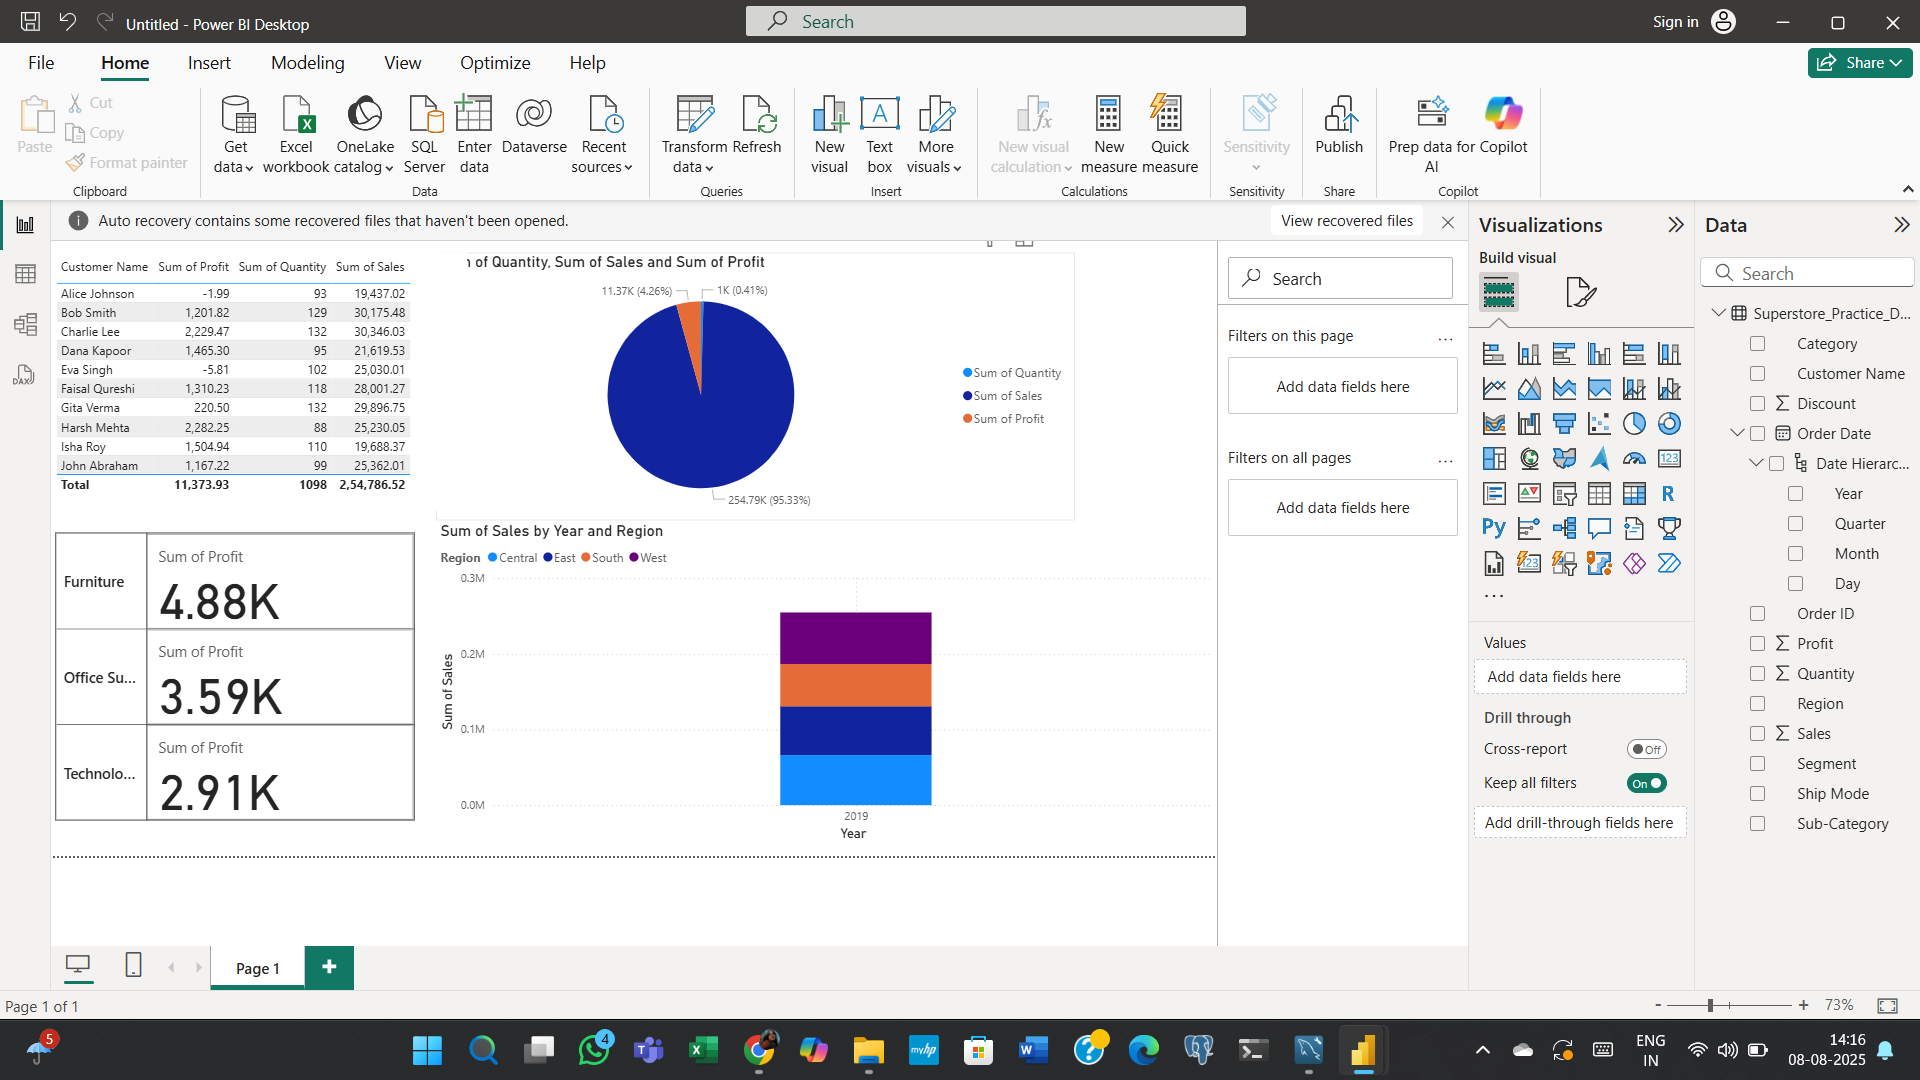 Untitled - Power BI Desktop
Search
Sign in
File Home Insert Modeling View Optimize Help
Share
Paste
Cut
Copy
Format painter
Clipboard
Get data
Excel workbook
OneLake catalog
SQL Server
Enter data
Dataverse
Recent sources
Data
Transform data
Refresh
Queries
New visual
Text box
More visuals
Insert
New visual calculation
New measure
Quick measure
Calculations
Sensitivity
Sensitivity
Publish
Share
Prep data for AI
Copilot
Copilot
Auto recovery contains some recovered files that haven't been opened.
View recovered files
Customer Name Sum of Profit Sum of Quantity Sum of Sales
Alice Johnson -1.99 93 19,437.02
Bob Smith 1,201.82 129 30,175.48
Charlie Lee 2,229.47 132 30,346.03
Dana Kapoor 1,465.30 95 21,619.53
Eva Singh -5.81 102 25,030.01
Faisal Qureshi 1,310.23 118 28,001.27
Gita Verma 220.50 132 29,896.75
Harsh Mehta 2,282.25 88 25,230.05
Isha Roy 1,504.94 110 19,688.37
John Abraham 1,167.22 99 25,362.01
Total 11,373.93 1098 2,54,786.52
of Quantity, Sum of Sales and Sum of Profit
11.37K (4.26%)
1K (0.41%)
254.79K (95.33%)
Sum of Quantity
Sum of Sales
Sum of Profit
Furniture
Sum of Profit
4.88K
Office Su...
Sum of Profit
3.59K
Technolo...
Sum of Profit
2.91K
Sum of Sales by Year and Region
Region Central East South West
0.3M
0.2M
0.1M
0.0M
Sum of Sales
2019
Year
Search
Filters on this page
...
Add data fields here
Filters on all pages
...
Add data fields here
Visualizations
Build visual
123
R
Py
123
...
Values
Add data fields here
Drill through
Cross-report
Off
Keep all filters
On
Add drill-through fields here
Data
Search
Superstore_Practice_D...
Category
Customer Name
Discount
Order Date
Date Hierarc...
Year
Quarter
Month
Day
Order ID
Profit
Quantity
Region
Sales
Segment
Ship Mode
Sub-Category
Page 1
Page 1 of 1
- + 73%
5
4
myhp
ENG
IN
14:16
08-08-2025